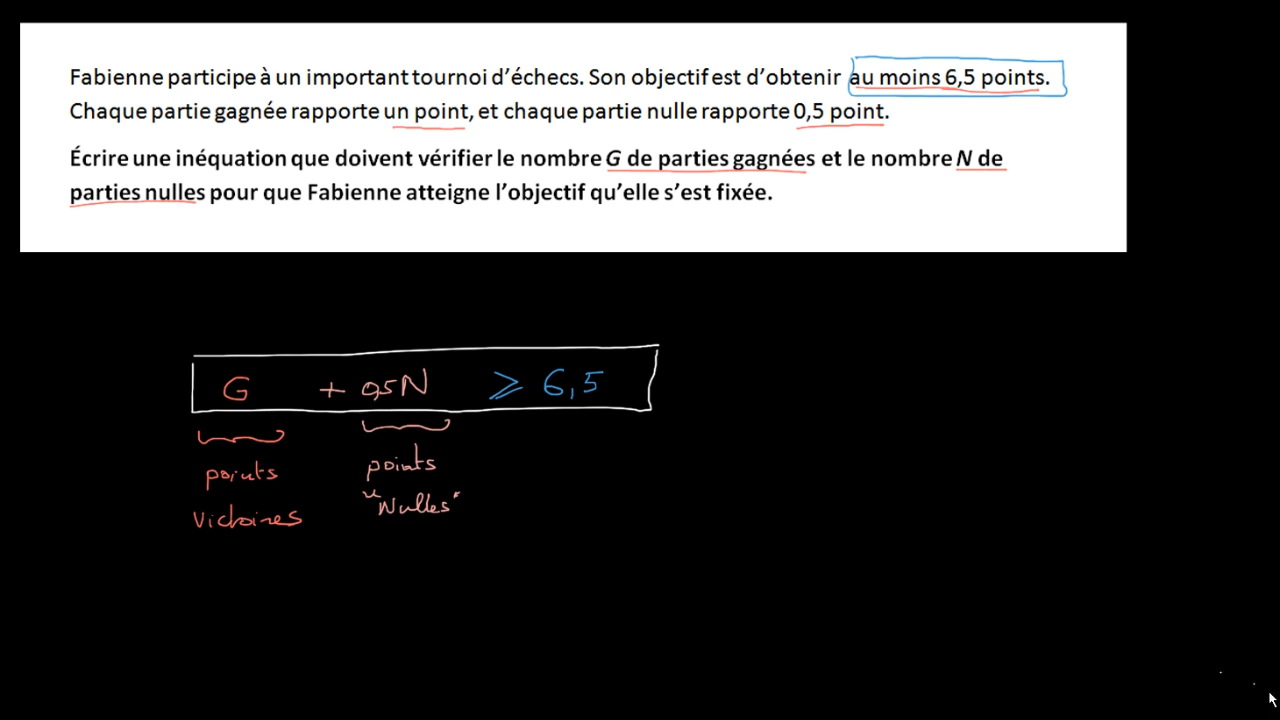 Fabienne participe à un important tournoi d'échecs. Son objectif est d'obtenir au moins 6,5 points.
Chaque partie gagnée rapporte un point, et chaque partie nulle rapporte 0,5 point.
Écrire une inéquation que doivent vérifier le nombre G de parties gagnées et le nombre N de
parties nulles pour que Fabienne atteigne l'objectif qu'elle s'est fixée.
G + 0,5N ⩾ 6,5
points points
victoires "Nulles"